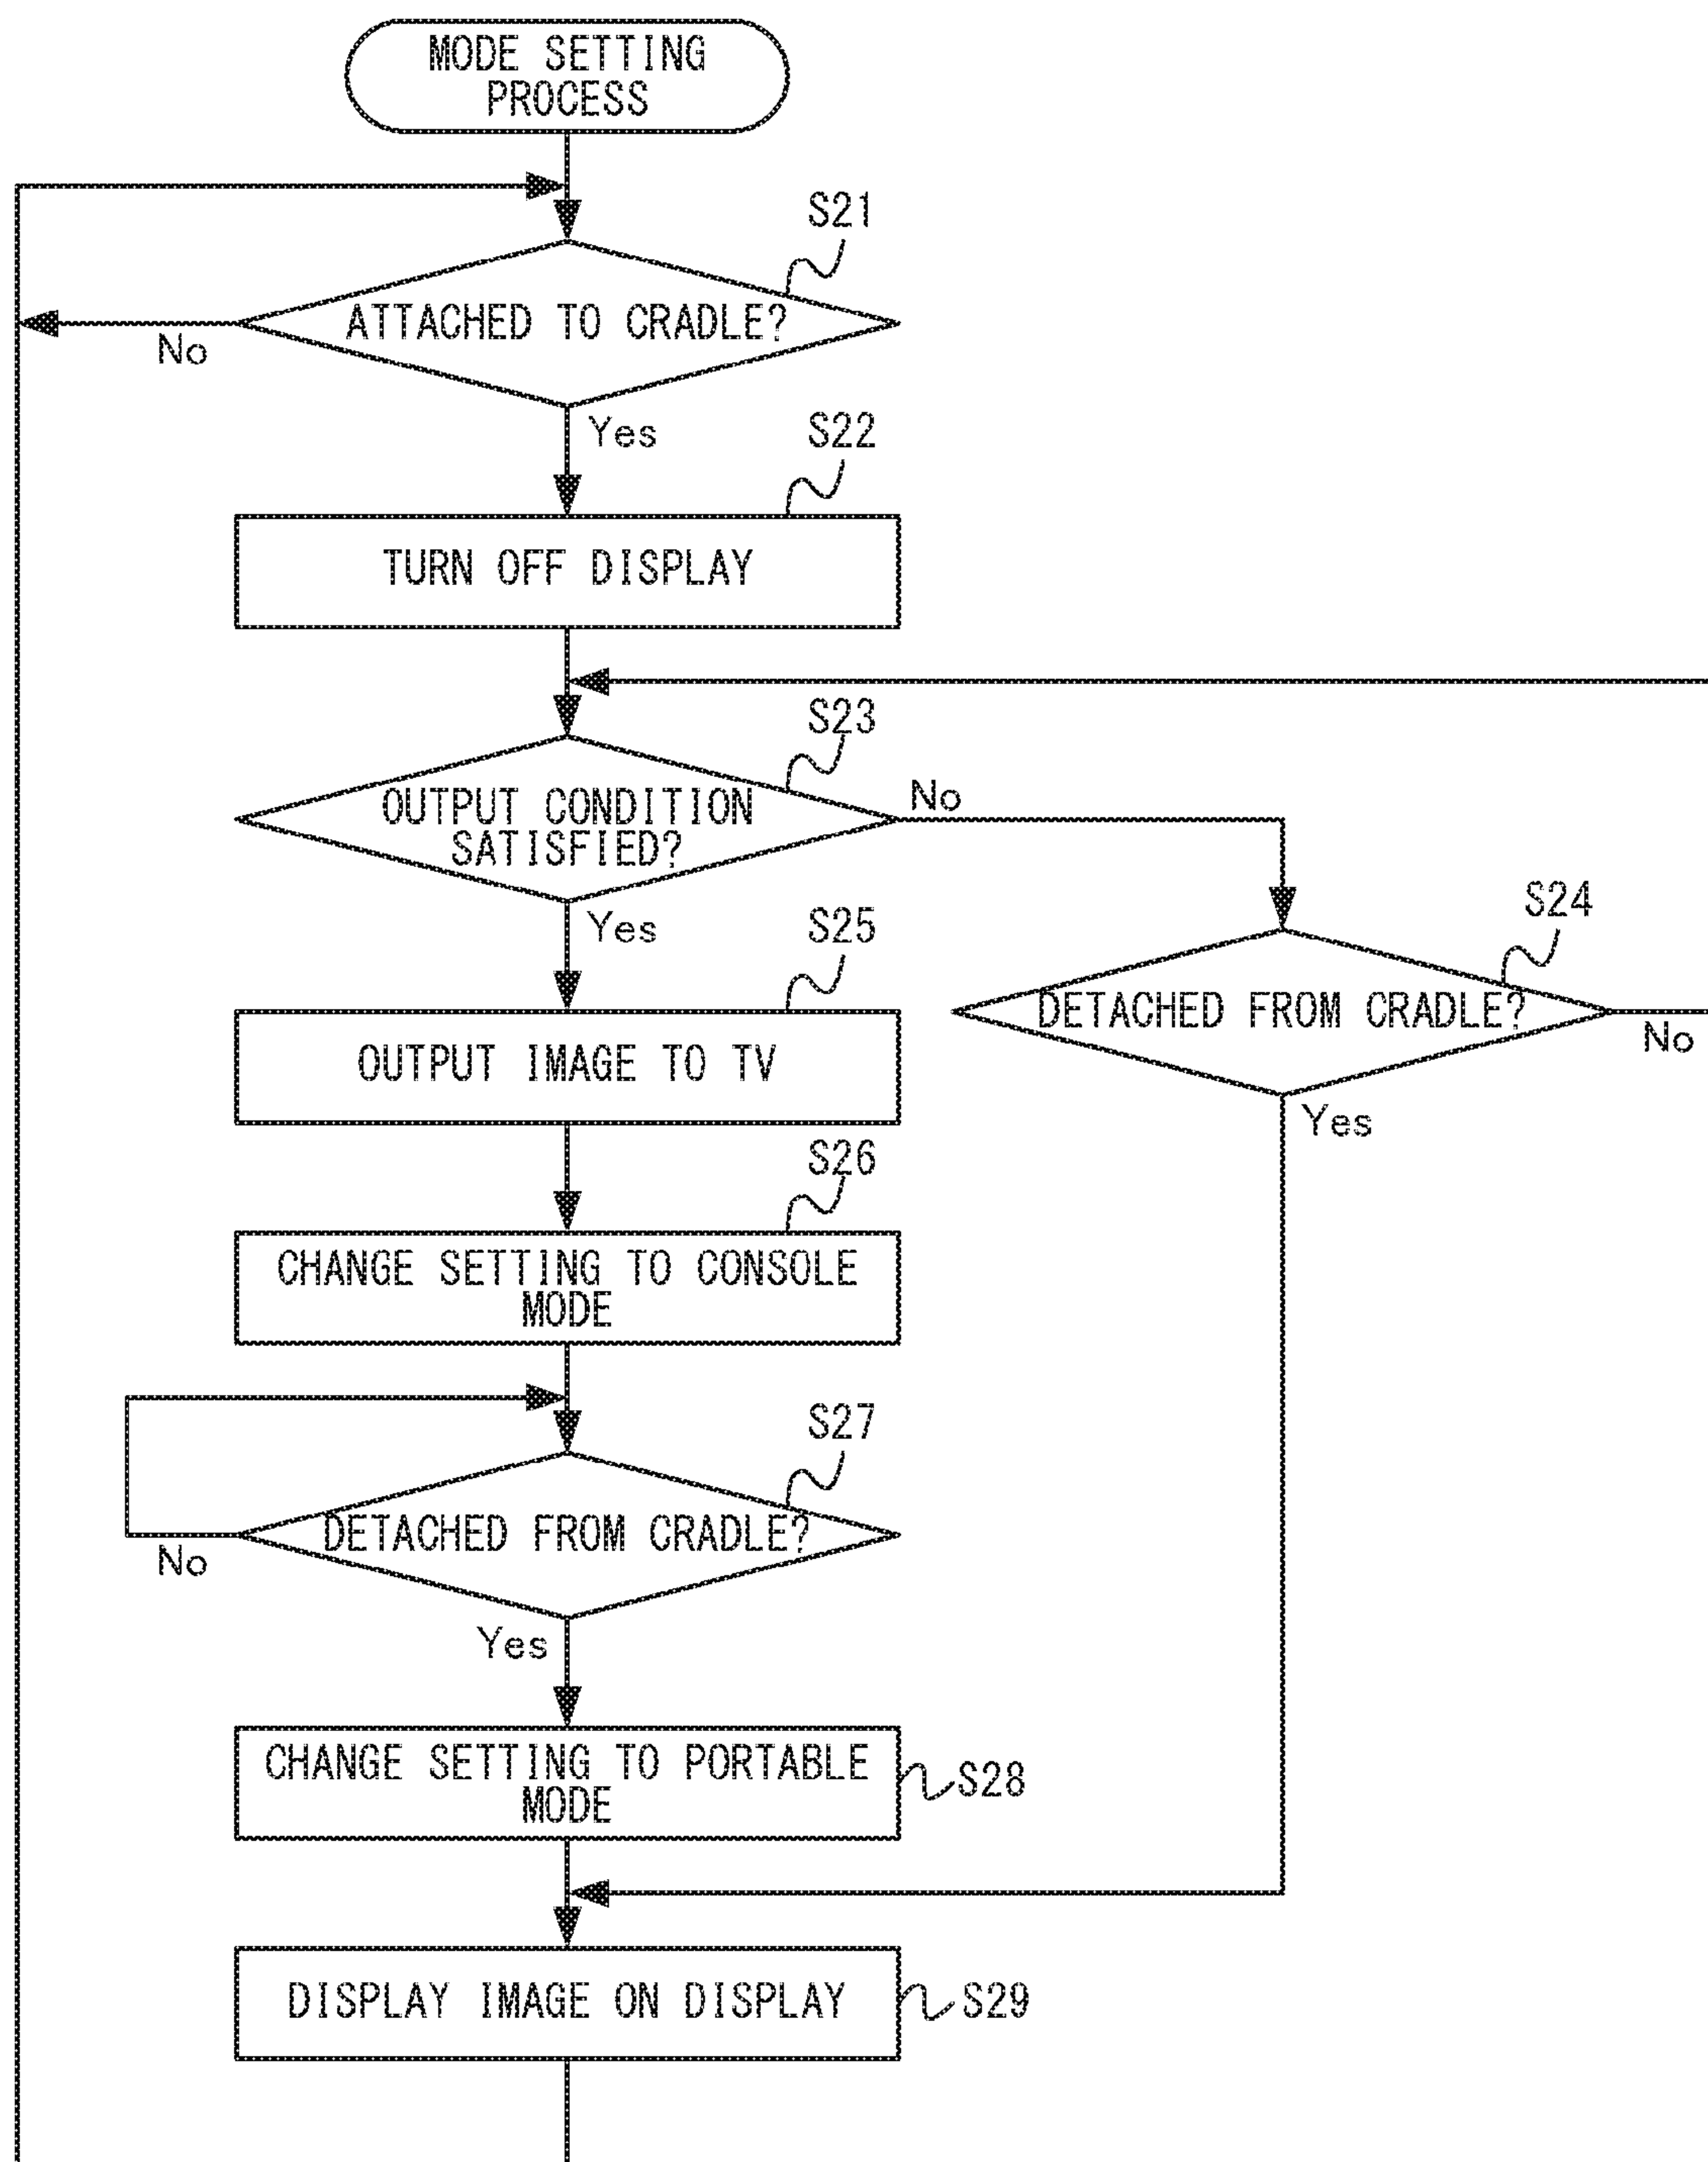 MODE SETTING
PROCESS
S21
ATTACHED TO CRADLE?
No
Yes
S22
TURN OFF DISPLAY
S23
OUTPUT CONDITION
SATISFIED?
No
Yes
S24
DETACHED FROM CRADLE?
No
Yes
S25
OUTPUT IMAGE TO TV
S26
CHANGE SETTING TO CONSOLE
MODE
S27
DETACHED FROM CRADLE?
No
Yes
CHANGE SETTING TO PORTABLE
MODE
S28
DISPLAY IMAGE ON DISPLAY
S29